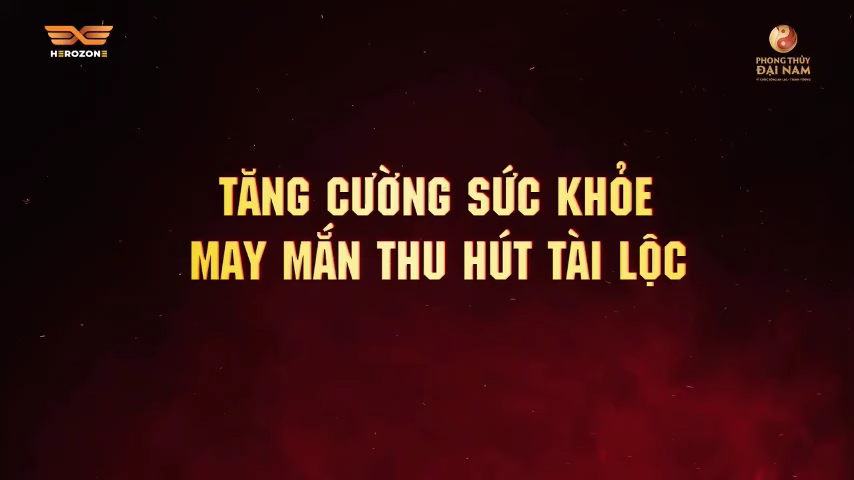 HEROZONE
PHONG THỦY
ĐẠI NAM
TĂNG CƯỜNG SỨC KHỎE
MAY MẮN THU HÚT TÀI LỘC